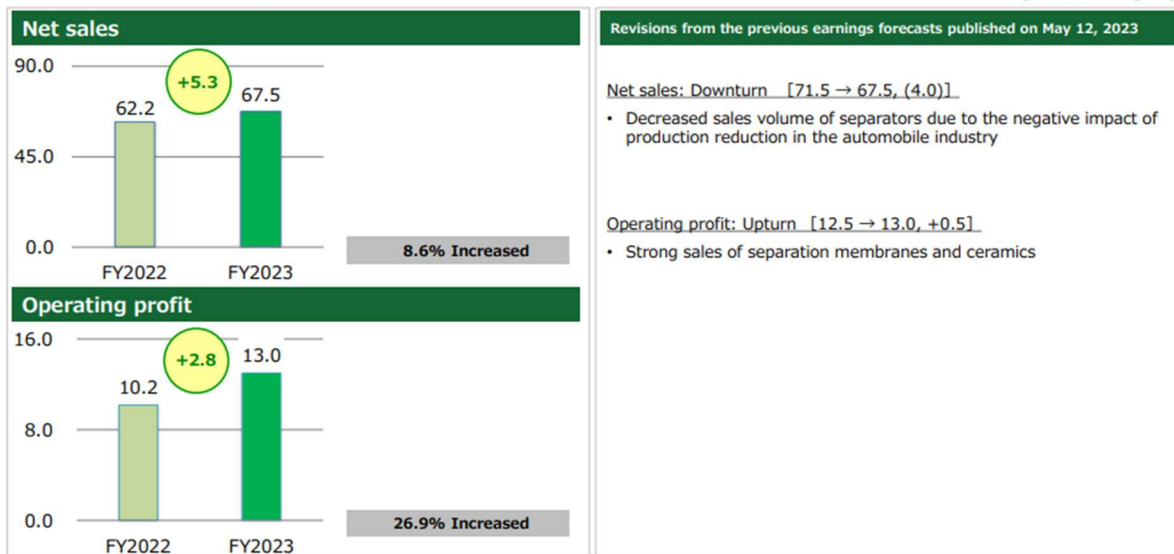 Net sales
90.0
+5.3
62.2
67.5
45.0
0.0
8.6% Increased
FY2022
FY2023
Operating profit
16.0
+2.8
13.0
10.2
8.0
0.0
26.9% Increased
FY2022
FY2023
Revisions from the previous earnings forecasts published on May 12, 2023
Net sales: Downturn [71.5 → 67.5, (4.0)]
• Decreased sales volume of separators due to the negative impact of
production reduction in the automobile industry
Operating profit: Upturn [12.5 → 13.0, +0.5]
• Strong sales of separation membranes and ceramics